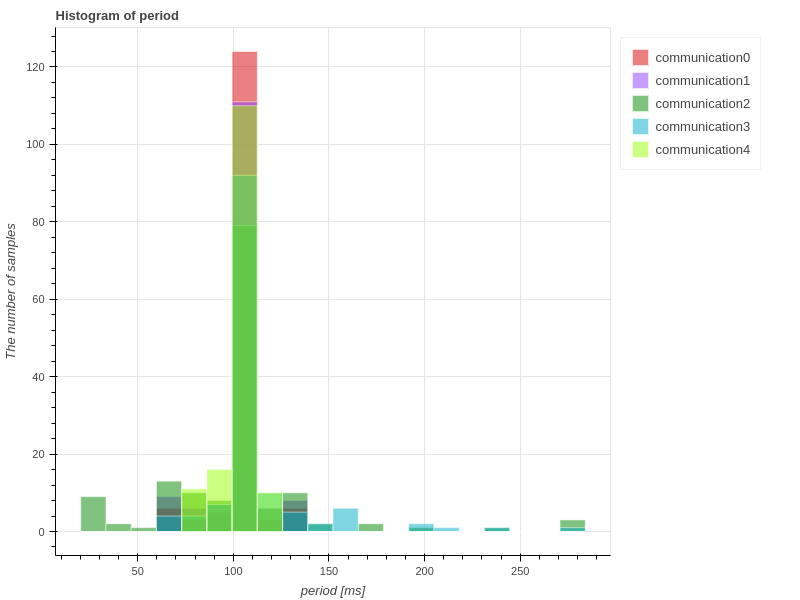 Histogram of period
120
100
80
60
40
20
0
The number of samples
50
100
150
200
250
period [ms]
communication0
communication1
communication2
communication3
communication4